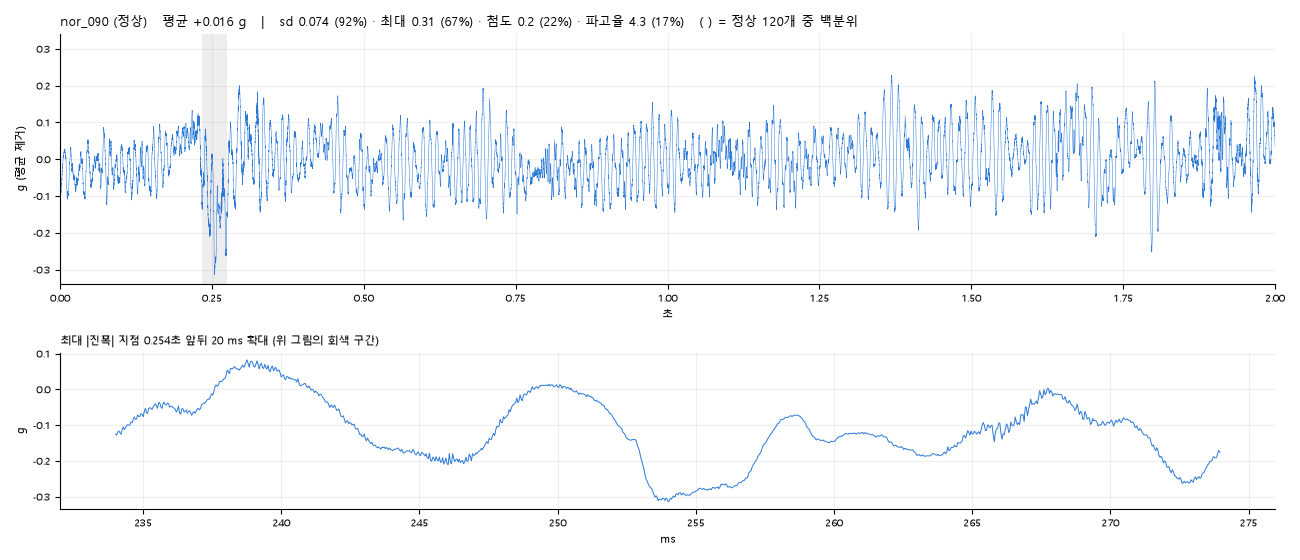 nor_090 (정상) 평균 +0.016 g | sd 0.074 (92%) · 최대 0.31 (67%) · 첨도 0.2 (22%) · 파고율 4.3 (17%) ( ) = 정상 120개 중 백분위
g (평균 제거)
0.3
0.2
0.1
0.0
-0.1
-0.2
-0.3
0.00 0.25 0.50 0.75 1.00 1.25 1.50 1.75 2.00
초
최대 |진폭| 지점 0.254초 앞뒤 20 ms 확대 (위 그림의 회색 구간)
g
0.1
0.0
-0.1
-0.2
-0.3
235 240 245 250 255 260 265 270 275
ms